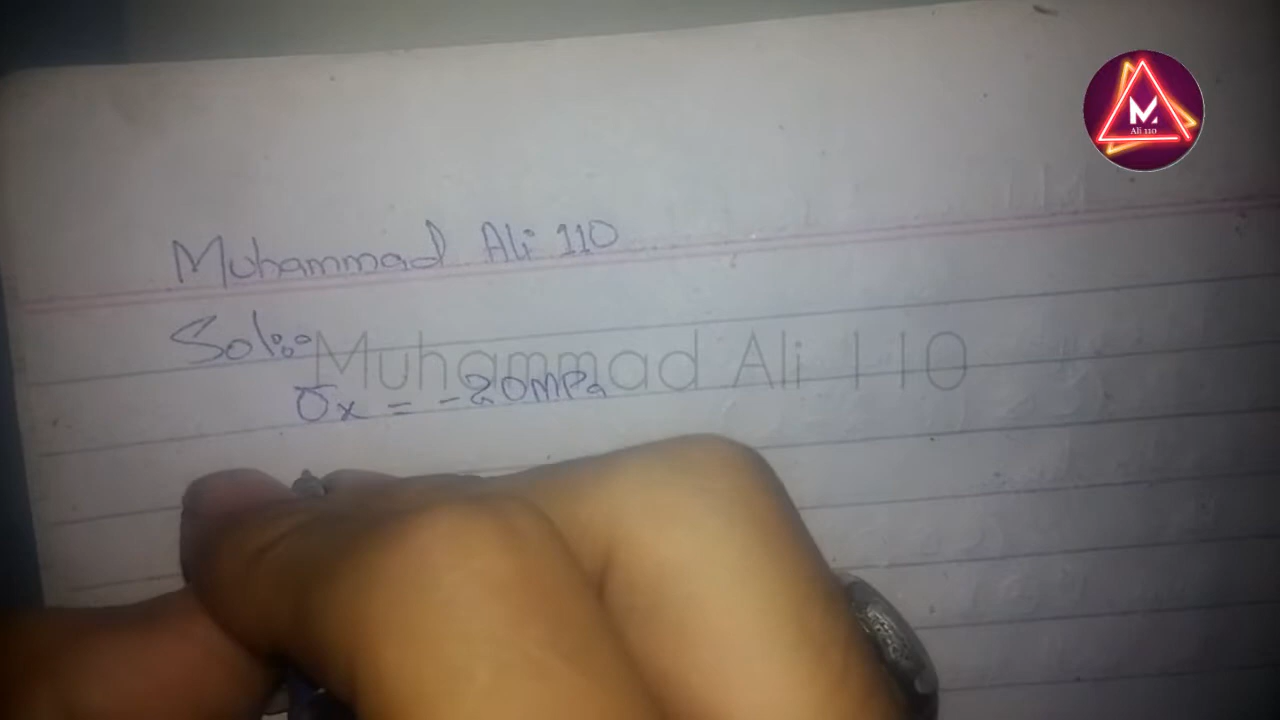 M
Ali 110
Muhammad Ali 110
Sol:-
Muhammad Ali 110
σx = -20MPa